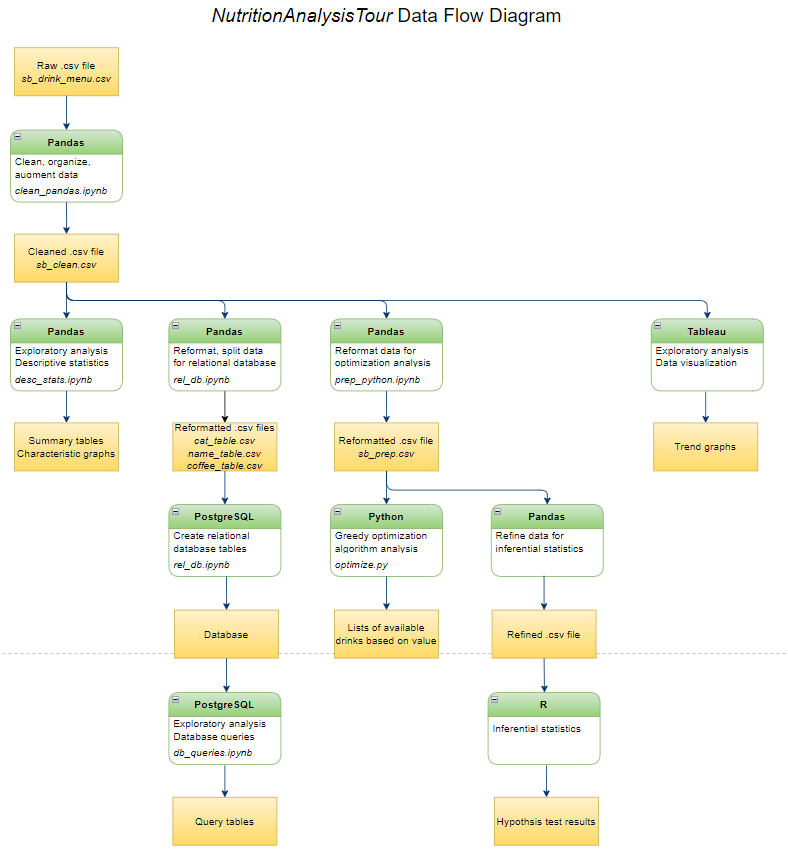 NutritionAnalysisTour Data Flow Diagram
Raw .csv file
sb_drink_menu.csv
Pandas
Clean, organize,
auoment data
clean_pandas.ipynb
Cleaned .csv file
sb_clean.csv
Pandas
Exploratory analysis
Descriptive statistics
desc_stats.ipynb
Pandas
Reformat, split data
for relational database
rel_db.ipynb
Pandas
Reformat data for
optimization analysis
prep_python.ipynb
Tableau
Exploratory analysis
Data visualization
Summary tables
Characteristic graphs
Reformatted .csv files
cat_table.csv
name_table.csv
coffee_table.csv
Reformatted .csv file
sb_prep.csv
Trend graphs
PostgreSQL
Create relational
database tables
rel_db.ipynb
Python
Greedy optimization
algorithm analysis
optimize.py
Pandas
Refine data for
inferential statistics
Database
Lists of available
drinks based on value
Refined .csv file
PostgreSQL
Exploratory analysis
Database queries
db_queries.ipynb
R
Inferential statistics
Query tables
Hypothsis test results